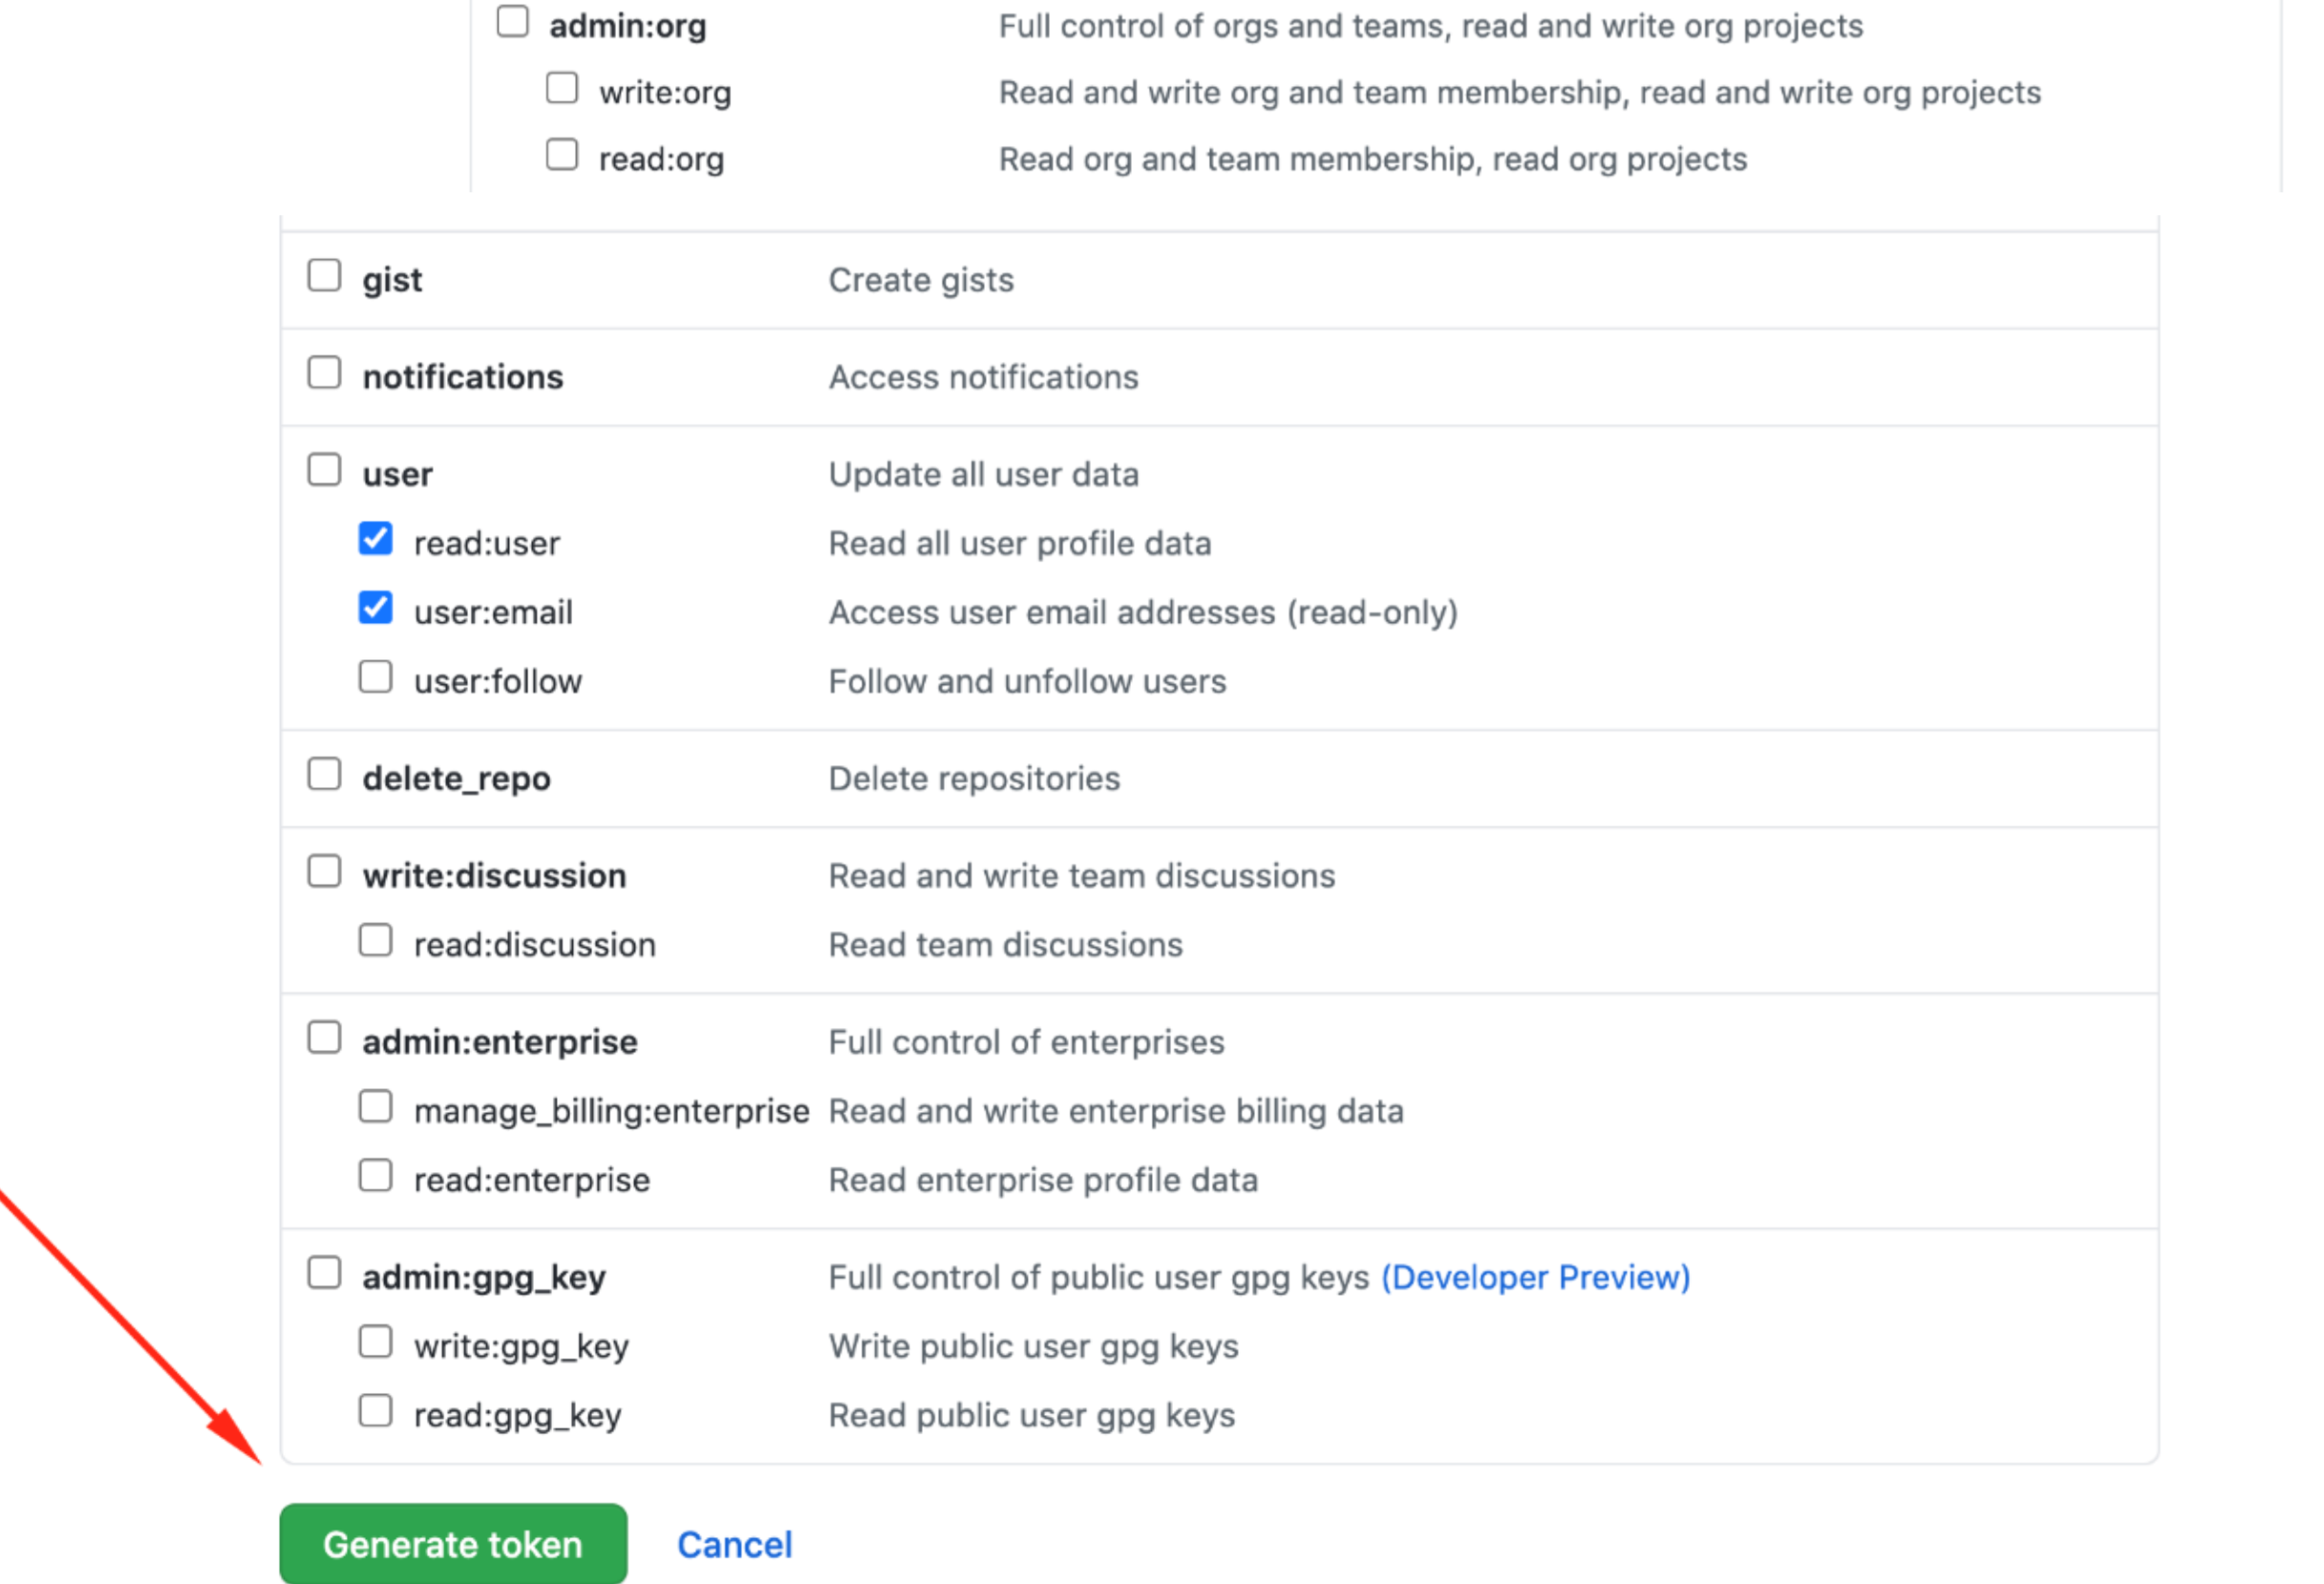 admin:org Full control of orgs and teams, read and write org projects
write:org Read and write org and team membership, read and write org projects
read:org Read org and team membership, read org projects
gist Create gists
notifications Access notifications
user Update all user data
read:user Read all user profile data
user:email Access user email addresses (read-only)
user:follow Follow and unfollow users
delete_repo Delete repositories
write:discussion Read and write team discussions
read:discussion Read team discussions
admin:enterprise Full control of enterprises
manage_billing:enterprise Read and write enterprise billing data
read:enterprise Read enterprise profile data
admin:gpg_key Full control of public user gpg keys (Developer Preview)
write:gpg_key Write public user gpg keys
read:gpg_key Read public user gpg keys
Generate token Cancel